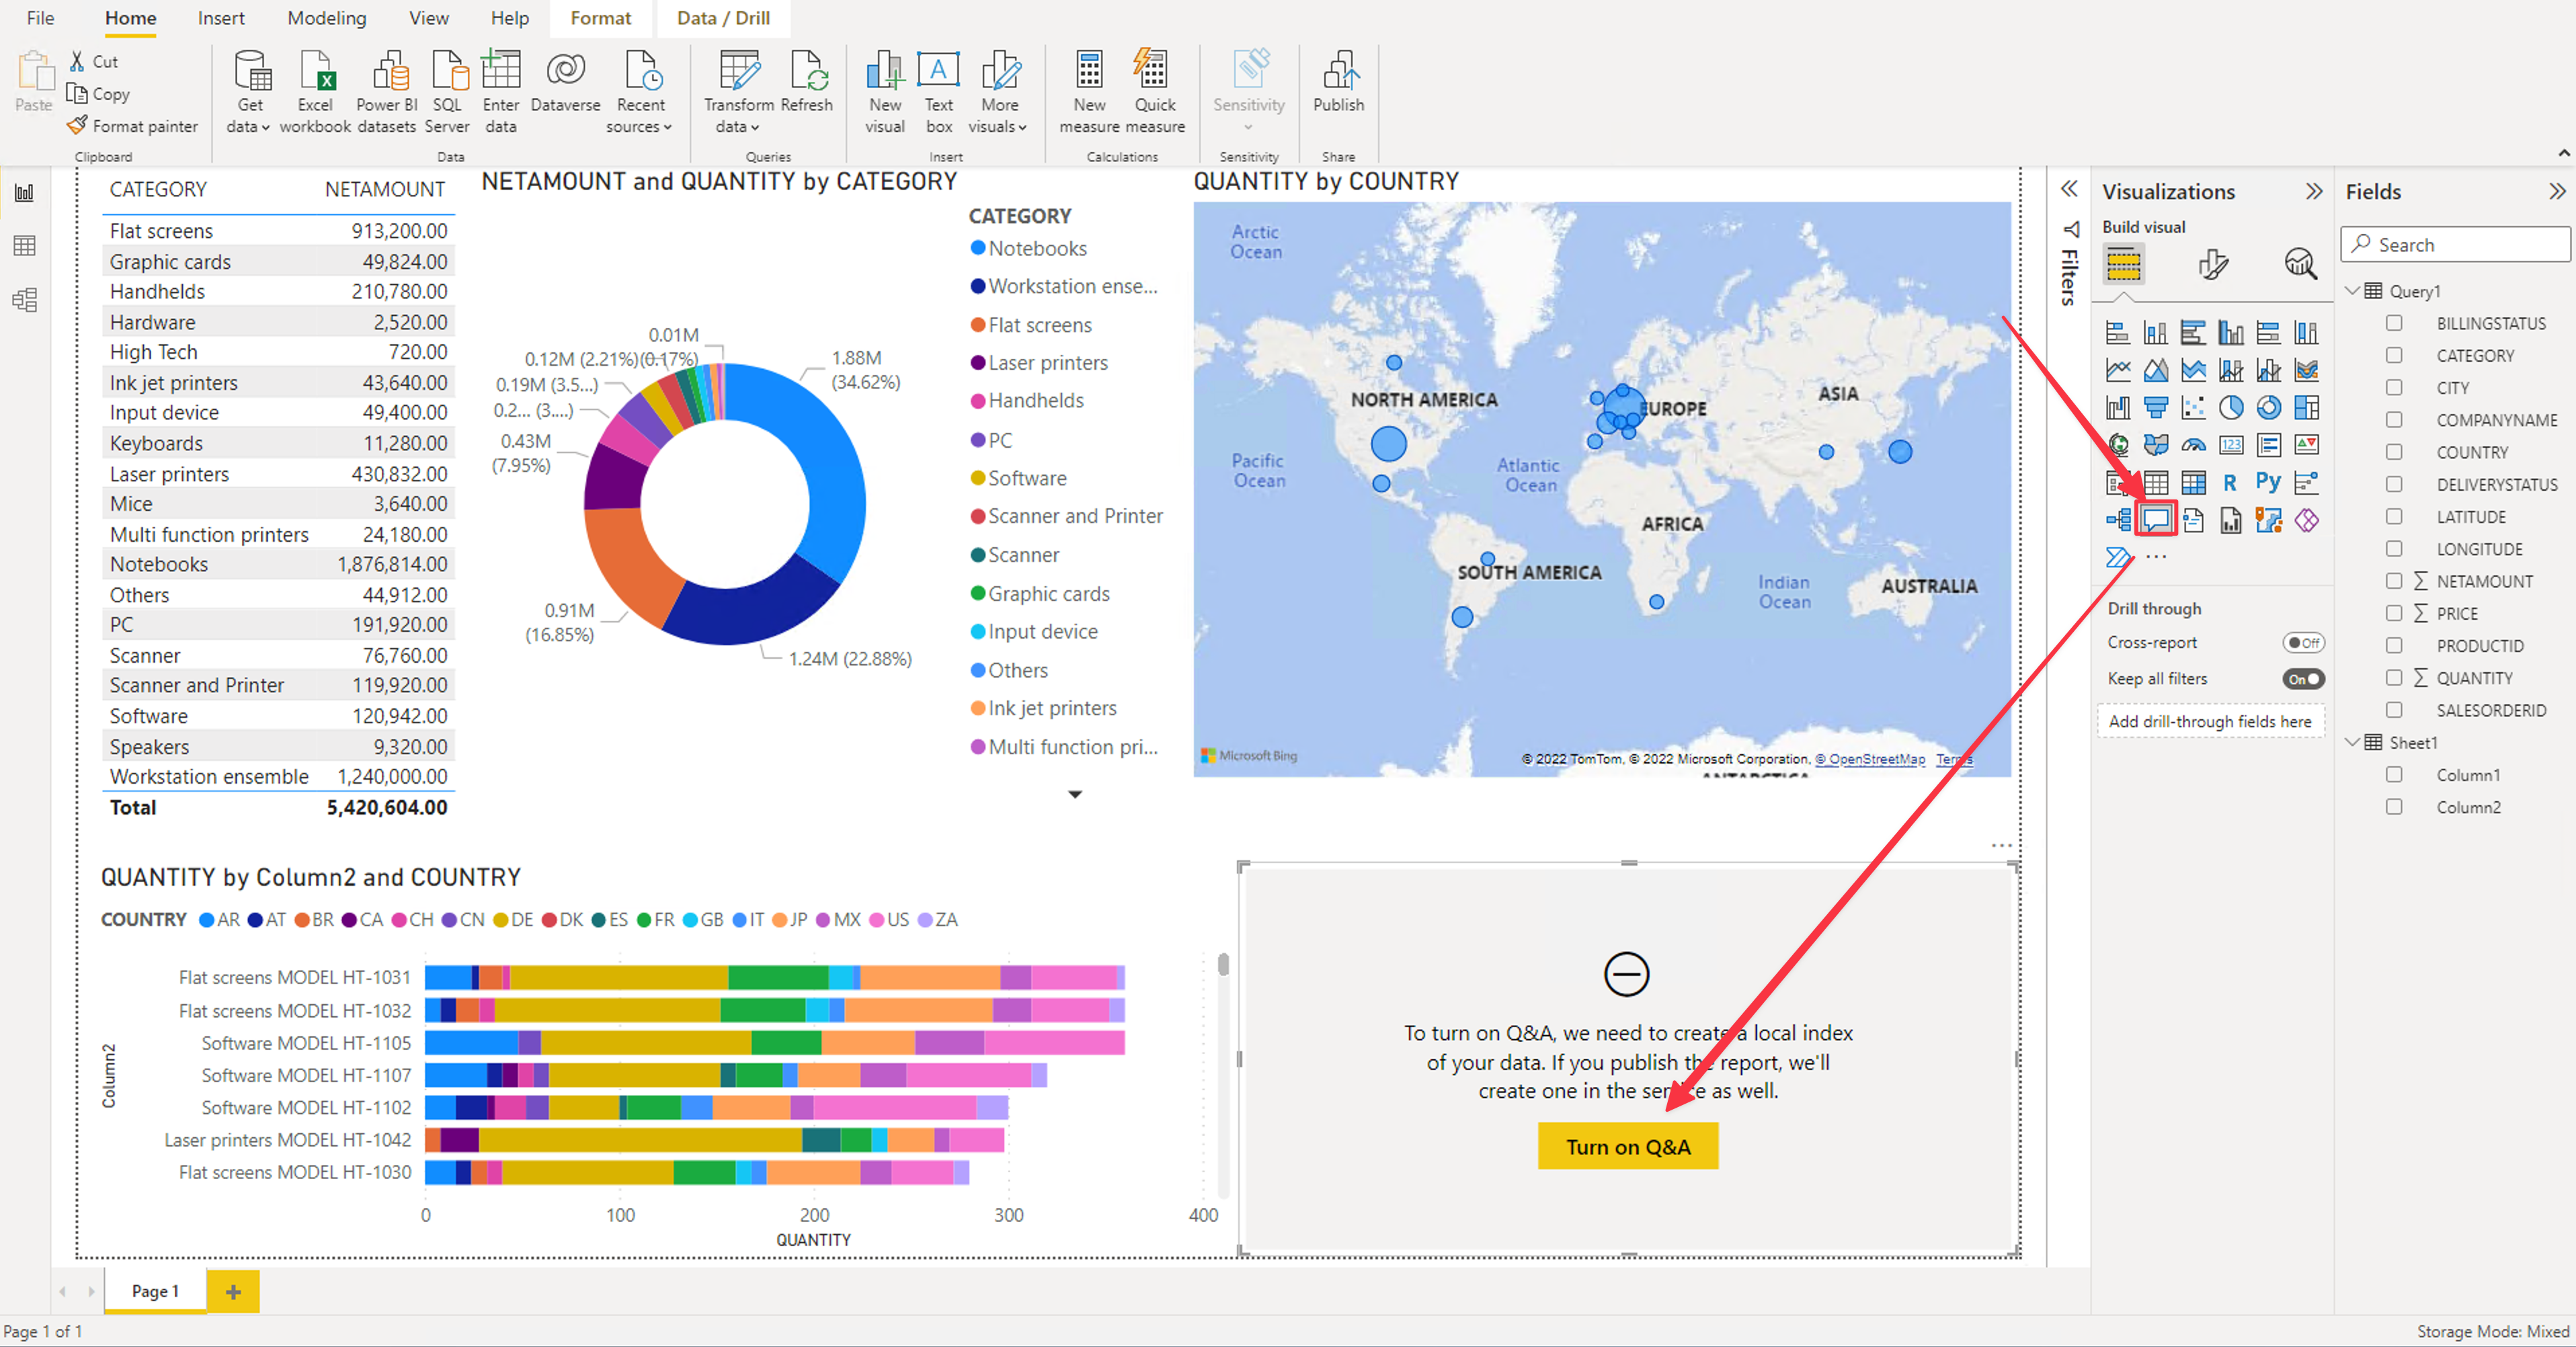 File Home Insert Modeling View Help Format Data / Drill
Paste
Cut
Copy
Format painter
Clipboard
Get data
Excel workbook
Power BI datasets
SQL Server
Enter data
Dataverse
Recent sources
Data
Transform data
Refresh
Queries
New visual
Text box
More visuals
Insert
New measure
Quick measure
Calculations
Sensitivity
Sensitivity
Publish
Share
CATEGORY NETAMOUNT
Flat screens 913,200.00
Graphic cards 49,824.00
Handhelds 210,780.00
Hardware 2,520.00
High Tech 720.00
Ink jet printers 43,640.00
Input device 49,400.00
Keyboards 11,280.00
Laser printers 430,832.00
Mice 3,640.00
Multi function printers 24,180.00
Notebooks 1,876,814.00
Others 44,912.00
PC 191,920.00
Scanner 76,760.00
Scanner and Printer 119,920.00
Software 120,942.00
Speakers 9,320.00
Workstation ensemble 1,240,000.00
Total 5,420,604.00
NETAMOUNT and QUANTITY by CATEGORY
0.01M
(0.17%)
0.12M (2.21%)
0.19M (3.5...)
0.2... (3....)
0.43M
(7.95%)
0.91M
(16.85%)
1.24M (22.88%)
1.88M
(34.62%)
CATEGORY
Notebooks
Workstation ense...
Flat screens
Laser printers
Handhelds
PC
Software
Scanner and Printer
Scanner
Graphic cards
Input device
Others
Ink jet printers
Multi function pri...
QUANTITY by COUNTRY
Arctic
Ocean
NORTH AMERICA
EUROPE
ASIA
Pacific
Ocean
Atlantic
Ocean
AFRICA
SOUTH AMERICA
Indian
Ocean
AUSTRALIA
ANTARCTICA
Microsoft Bing
© 2022 TomTom, © 2022 Microsoft Corporation, © OpenStreetMap Terms
QUANTITY by Column2 and COUNTRY
COUNTRY AR AT BR CA CH CN DE DK ES FR GB IT JP MX US ZA
Column2
Flat screens MODEL HT-1031
Flat screens MODEL HT-1032
Software MODEL HT-1105
Software MODEL HT-1107
Software MODEL HT-1102
Laser printers MODEL HT-1042
Flat screens MODEL HT-1030
0 100 200 300 400
QUANTITY
To turn on Q&A, we need to create a local index
of your data. If you publish the report, we'll
create one in the service as well.
Turn on Q&A
Filters
Visualizations
Build visual
123
R Py
Drill through
Cross-report Off
Keep all filters On
Add drill-through fields here
Fields
Search
Query1
BILLINGSTATUS
CATEGORY
CITY
COMPANYNAME
COUNTRY
DELIVERYSTATUS
LATITUDE
LONGITUDE
∑ NETAMOUNT
∑ PRICE
PRODUCTID
∑ QUANTITY
SALESORDERID
Sheet1
Column1
Column2
Page 1 +
Page 1 of 1
Storage Mode: Mixed